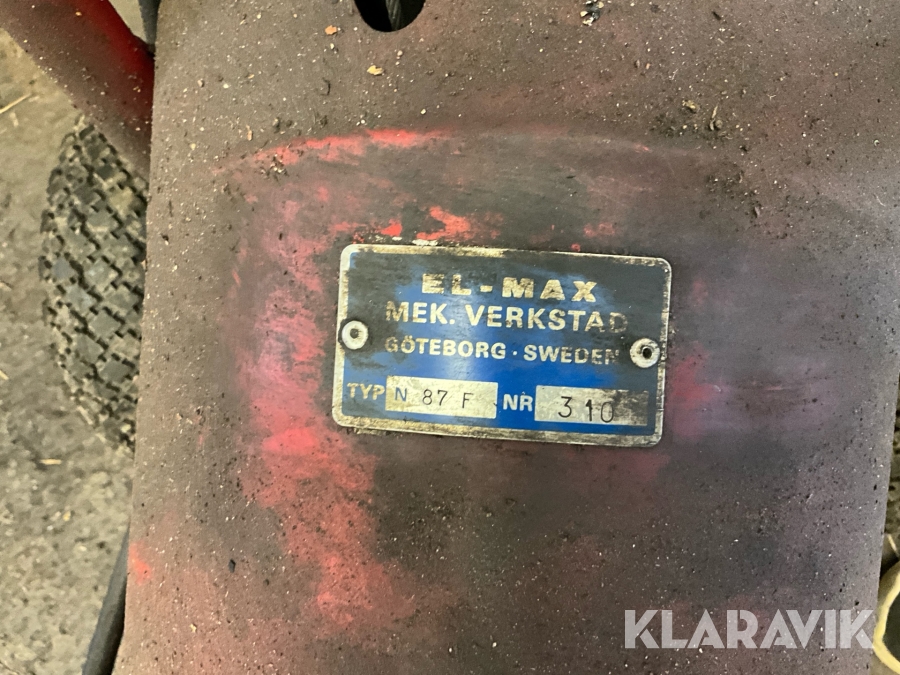 EL-MAX
MEK. VERKSTAD
GÖTEBORG · SWEDEN
TYP N 87 F NR 310
KLARAVIK